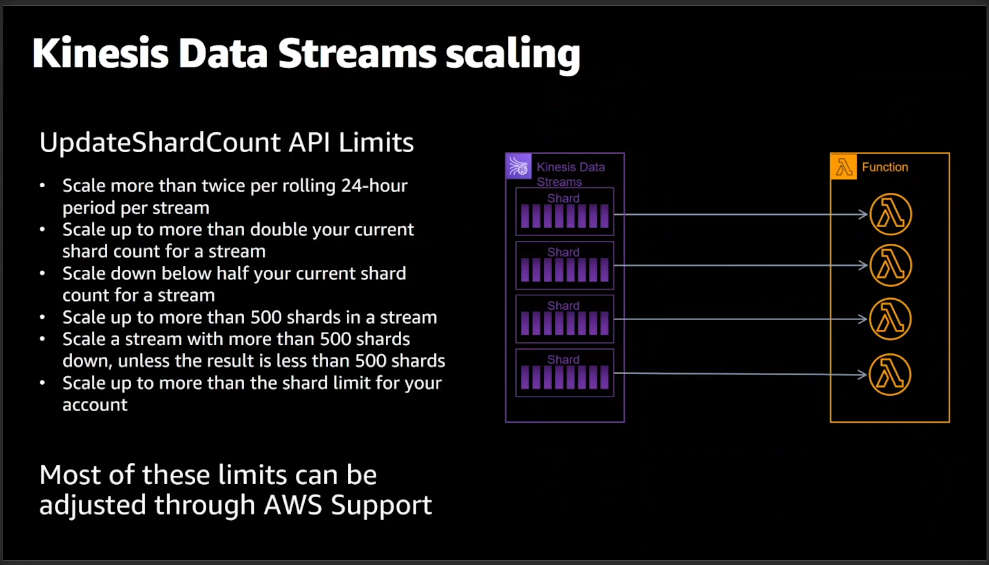 Kinesis Data Streams scaling
UpdateShardCount API Limits
• Scale more than twice per rolling 24-hour
period per stream
• Scale up to more than double your current
shard count for a stream
• Scale down below half your current shard
count for a stream
• Scale up to more than 500 shards in a stream
• Scale a stream with more than 500 shards
down, unless the result is less than 500 shards
• Scale up to more than the shard limit for your
account
Most of these limits can be
adjusted through AWS Support
Kinesis Data
Streams
Shard
Shard
Shard
Shard
Function